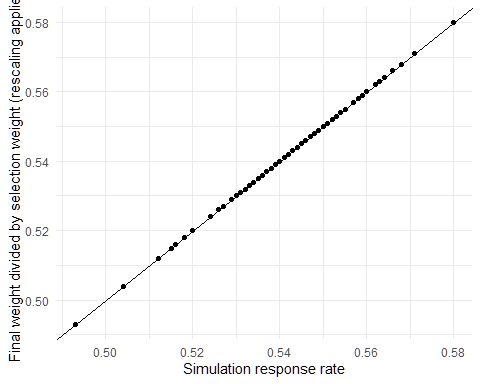 Final weight divided by selection weight (rescaling applie
0.58
0.56
0.54
0.52
0.50
0.50 0.52 0.54 0.56 0.58
Simulation response rate